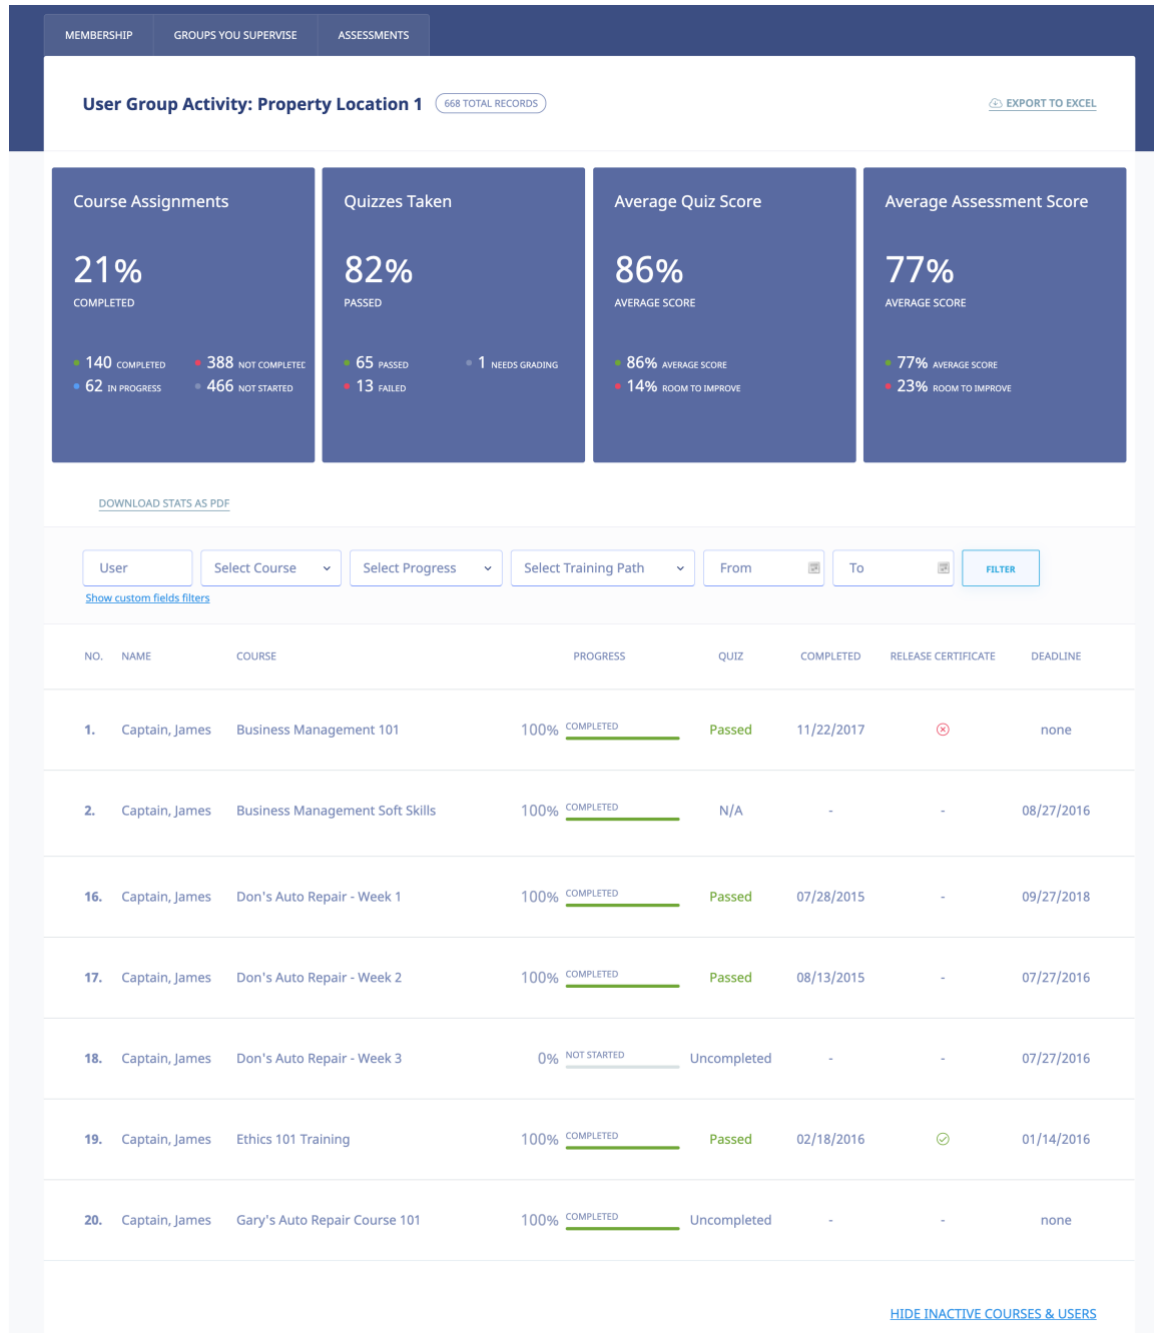 MEMBERSHIP GROUPS YOU SUPERVISE ASSESSMENTS
User Group Activity: Property Location 1 668 TOTAL RECORDS EXPORT TO EXCEL
Course Assignments Quizzes Taken Average Quiz Score Average Assessment Score
21% 82% 86% 77%
COMPLETED PASSED AVERAGE SCORE AVERAGE SCORE
140 COMPLETED 388 NOT COMPLETED 65 PASSED 1 NEEDS GRADING 86% AVERAGE SCORE 77% AVERAGE SCORE
62 IN PROGRESS 466 NOT STARTED 13 FAILED 14% ROOM TO IMPROVE 23% ROOM TO IMPROVE
DOWNLOAD STATS AS PDF
User Select Course Select Progress Select Training Path From To FILTER
Show custom fields filters
NO. NAME COURSE PROGRESS QUIZ COMPLETED RELEASE CERTIFICATE DEADLINE
1. Captain, James Business Management 101 100% COMPLETED Passed 11/22/2017 none
2. Captain, James Business Management Soft Skills 100% COMPLETED N/A - - 08/27/2016
16. Captain, James Don's Auto Repair - Week 1 100% COMPLETED Passed 07/28/2015 - 09/27/2018
17. Captain, James Don's Auto Repair - Week 2 100% COMPLETED Passed 08/13/2015 - 07/27/2016
18. Captain, James Don's Auto Repair - Week 3 0% NOT STARTED Uncompleted - - 07/27/2016
19. Captain, James Ethics 101 Training 100% COMPLETED Passed 02/18/2016 01/14/2016
20. Captain, James Gary's Auto Repair Course 101 100% COMPLETED Uncompleted - - none
HIDE INACTIVE COURSES & USERS